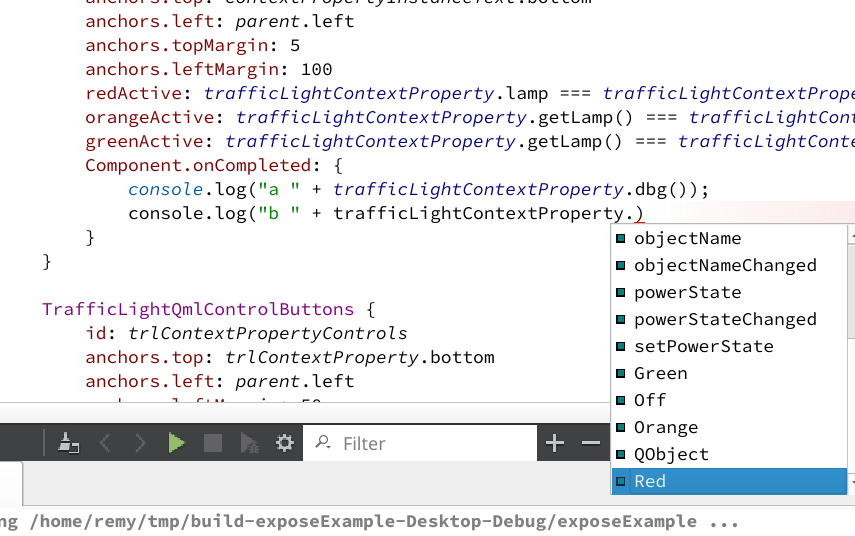 anchors.top: contextPropertyInstanceText.bottom
anchors.left: parent.left
anchors.topMargin: 5
anchors.leftMargin: 100
redActive: trafficLightContextProperty.lamp === trafficLightContextPrope
orangeActive: trafficLightContextProperty.getLamp() === trafficLightCont
greenActive: trafficLightContextProperty.getLamp() === trafficLightConte
Component.onCompleted: {
console.log("a " + trafficLightContextProperty.dbg());
console.log("b " + trafficLightContextProperty.)
}
}
objectName
objectNameChanged
powerState
powerStateChanged
setPowerState
Green
Off
Orange
QObject
Red
TrafficLightQmlControlButtons {
id: trlContextPropertyControls
anchors.top: trlContextProperty.bottom
anchors.left: parent.left
Filter
ng /home/remy/tmp/build-exposeExample-Desktop-Debug/exposeExample ...